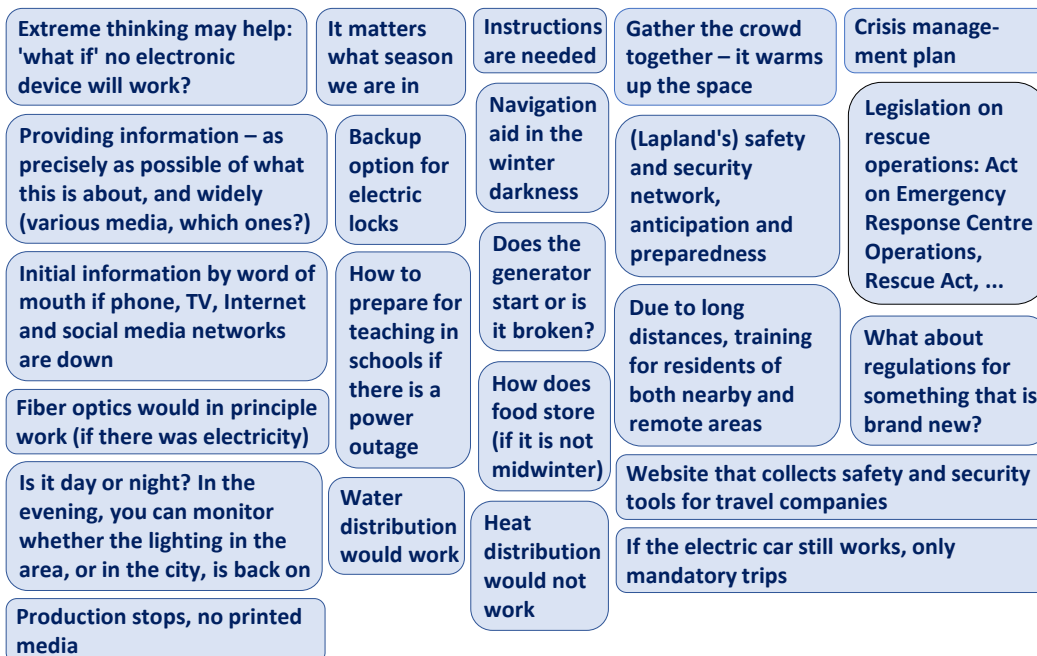 Extreme thinking may help:
'what if' no electronic
device will work?
Providing information – as
precisely as possible of what
this is about, and widely
(various media, which ones?)
Initial information by word of
mouth if phone, TV, Internet
and social media networks
are down
Fiber optics would in principle
work (if there was electricity)
Is it day or night? In the
evening, you can monitor
whether the lighting in the
area, or in the city, is back on
Production stops, no printed
media
It matters
what season
we are in
Backup
option for
electric
locks
How to
prepare for
teaching in
schools if
there is a
power
outage
Water
distribution
would work
Instructions
are needed
Navigation
aid in the
winter
darkness
Does the
generator
start or is
it broken?
How does
food store
(if it is not
midwinter)
Heat
distribution
would not
work
Gather the crowd
together – it warms
up the space
(Lapland's) safety
and security
network,
anticipation and
preparedness
Due to long
distances, training
for residents of
both nearby and
remote areas
Website that collects safety and security
tools for travel companies
If the electric car still works, only
mandatory trips
Crisis manage-
ment plan
Legislation on
rescue
operations: Act
on Emergency
Response Centre
Operations,
Rescue Act, ...
What about
regulations for
something that is
brand new?